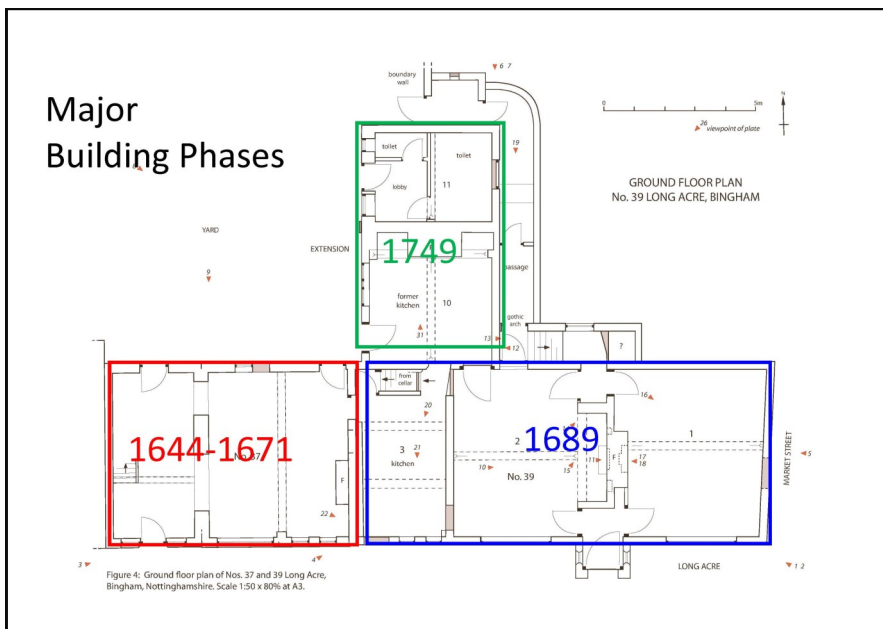 Major
Building Phases
boundary
wall
6 7
0
5m
N
26
viewpoint of plate
GROUND FLOOR PLAN
No. 39 LONG ACRE, BINGHAM
toilet
toilet
19
lobby
11
YARD
EXTENSION
1749
passage
9
former
kitchen
10
31
gothic
arch
13
12
?
from
cellar
16
20
1644-1671
3
kitchen
21
2
1689
1
No. 39
10
15
11
F
17
18
5
MARKET STREET
F
22
3
4
LONG ACRE
1 2
Figure 4: Ground floor plan of Nos. 37 and 39 Long Acre,
Bingham, Nottinghamshire. Scale 1:50 x 80% at A3.